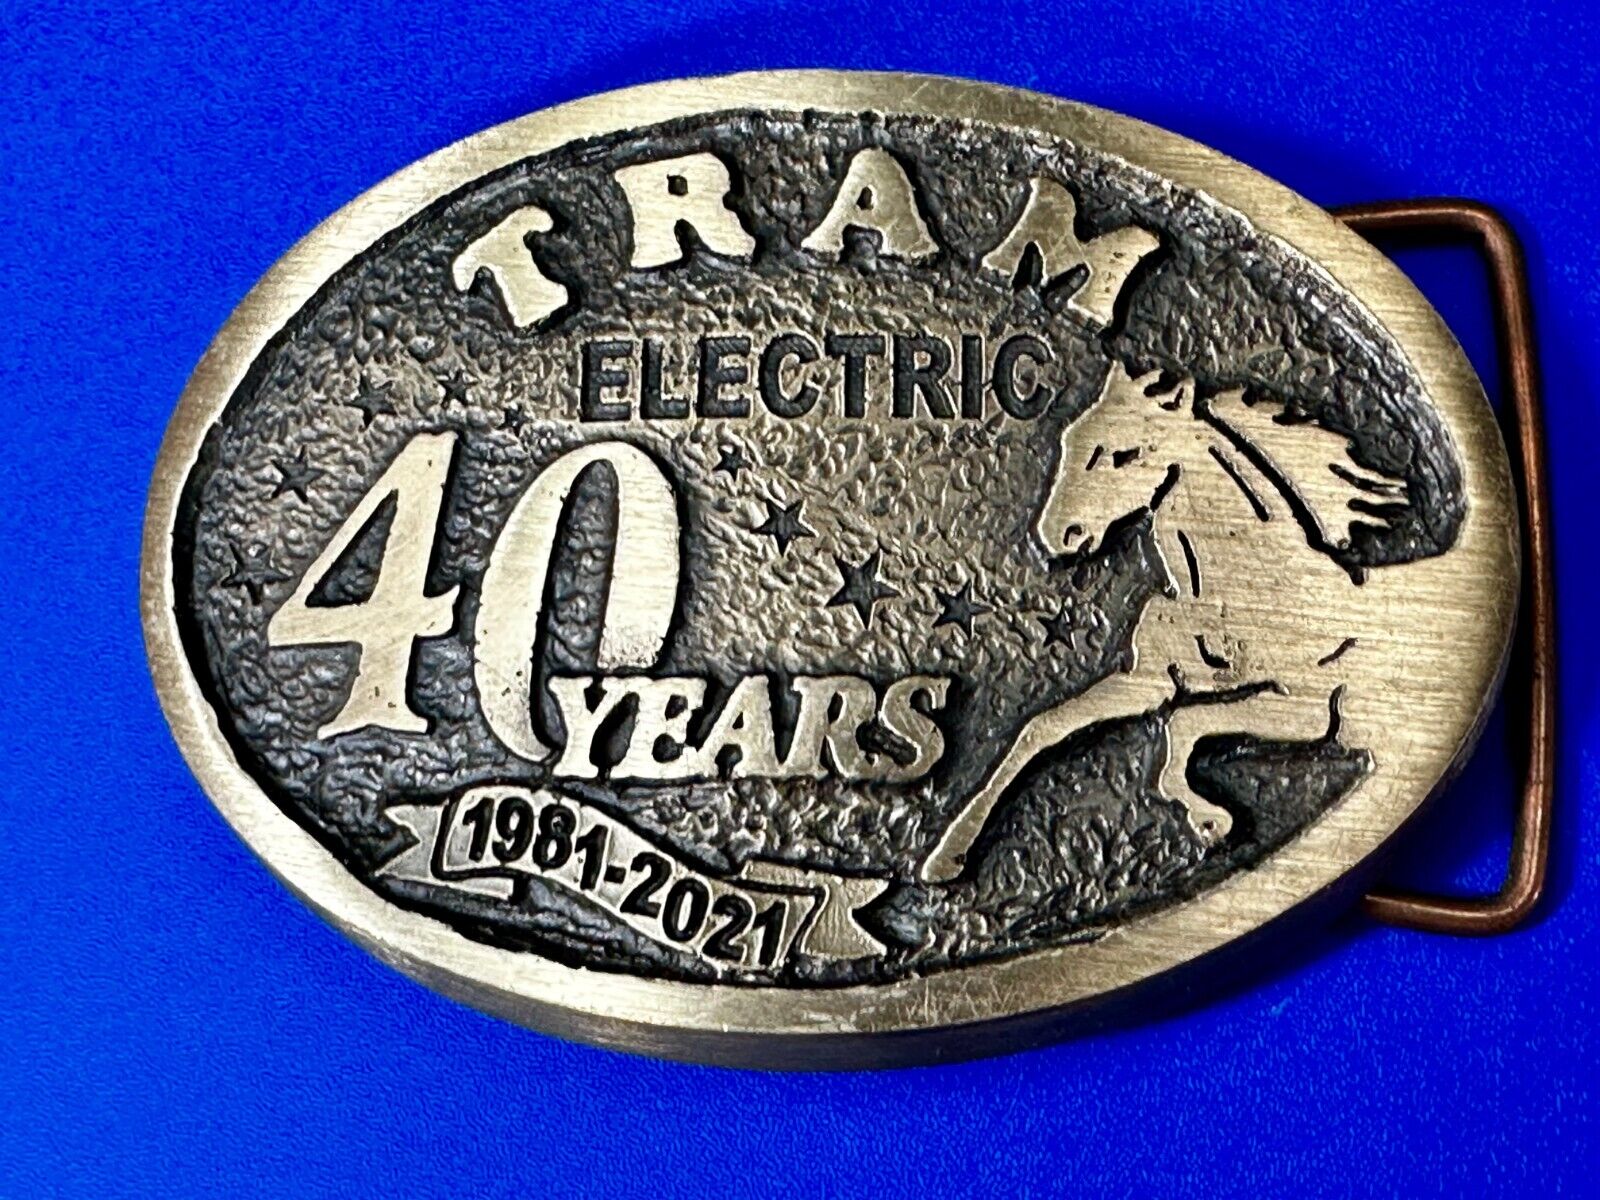 TRAM
ELECTRIC
40
YEARS
1981-2021